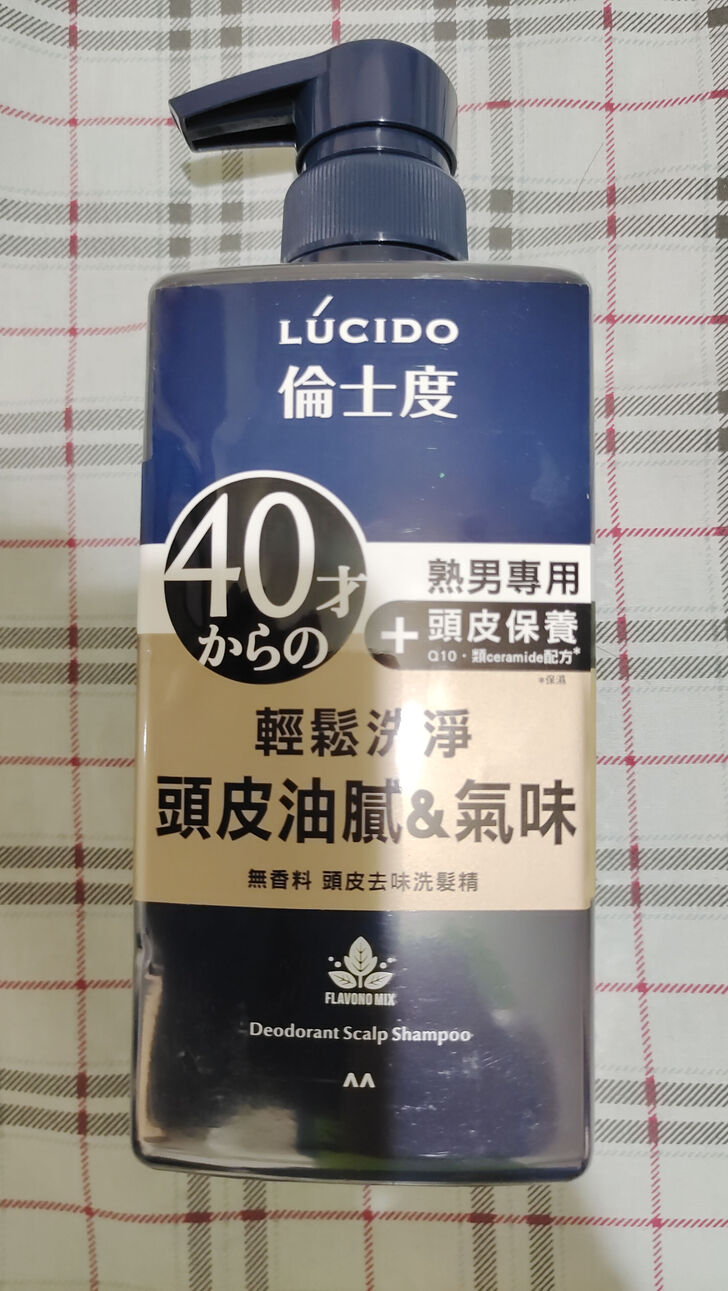 LÚCIDO
倫士度
40才
からの
熟男專用
+頭皮保養
Q10・類ceramide配方*
*保濕
輕鬆洗淨
頭皮油膩&氣味
無香料 頭皮去味洗髮精
FLAVONO MIX
Deodorant Scalp Shampoo